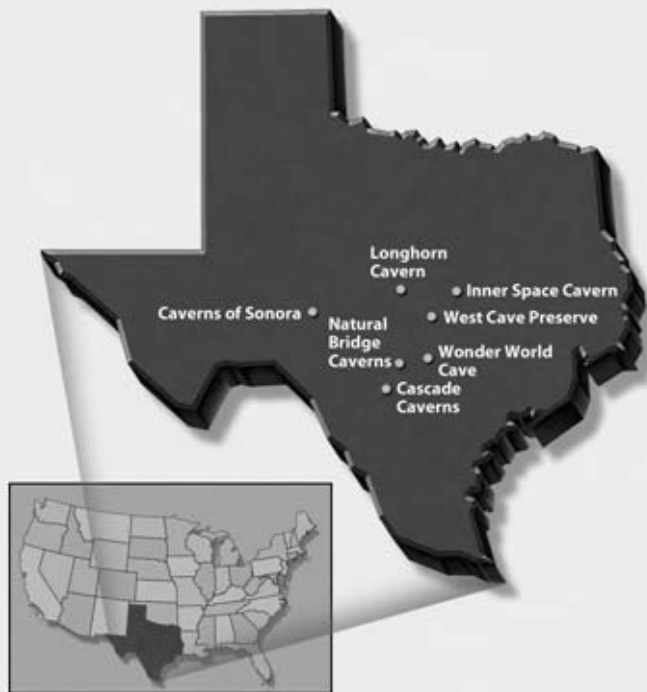 Longhorn
Cavern
Inner Space Cavern
Caverns of Sonora
West Cave Preserve
Natural
Bridge
Caverns
Wonder World
Cave
Cascade
Caverns